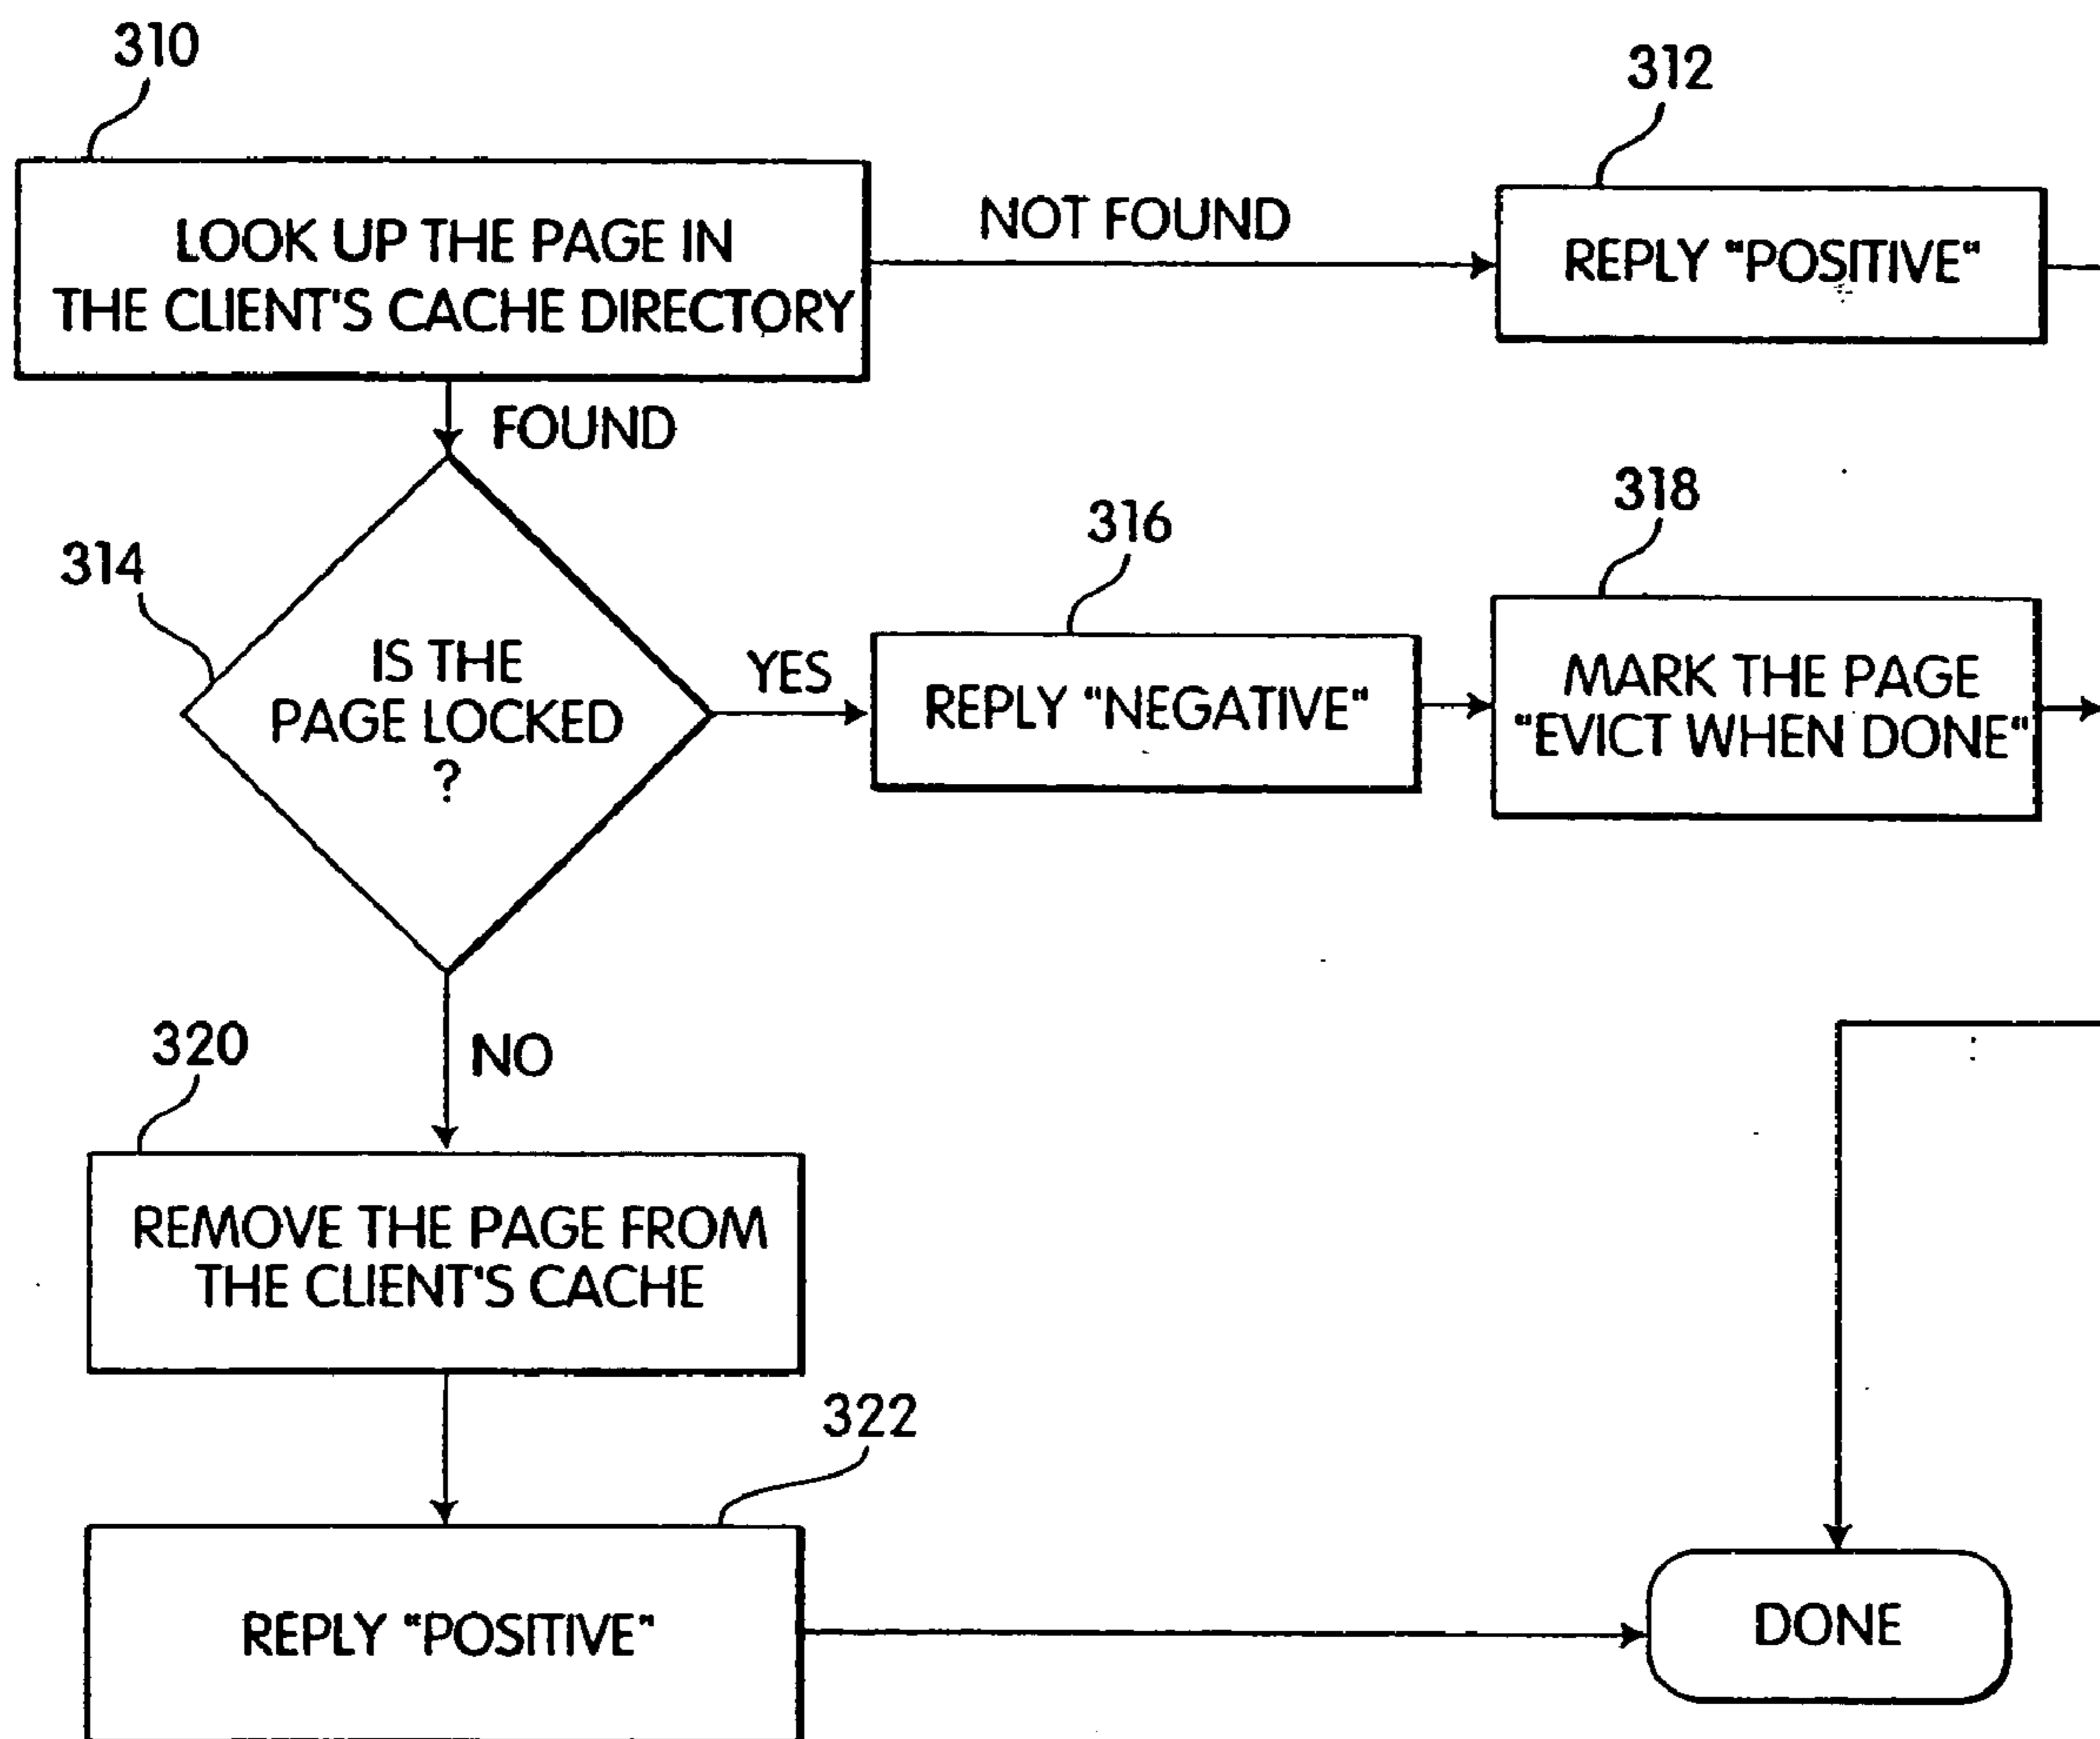 310
312
LOOK UP THE PAGE IN
THE CLIENT'S CACHE DIRECTORY
NOT FOUND
REPLY "POSITIVE"
FOUND
314
316
318
IS THE
PAGE LOCKED
?
YES
REPLY "NEGATIVE"
MARK THE PAGE
"EVICT WHEN DONE"
320
NO
REMOVE THE PAGE FROM
THE CLIENT'S CACHE
322
REPLY "POSITIVE"
DONE